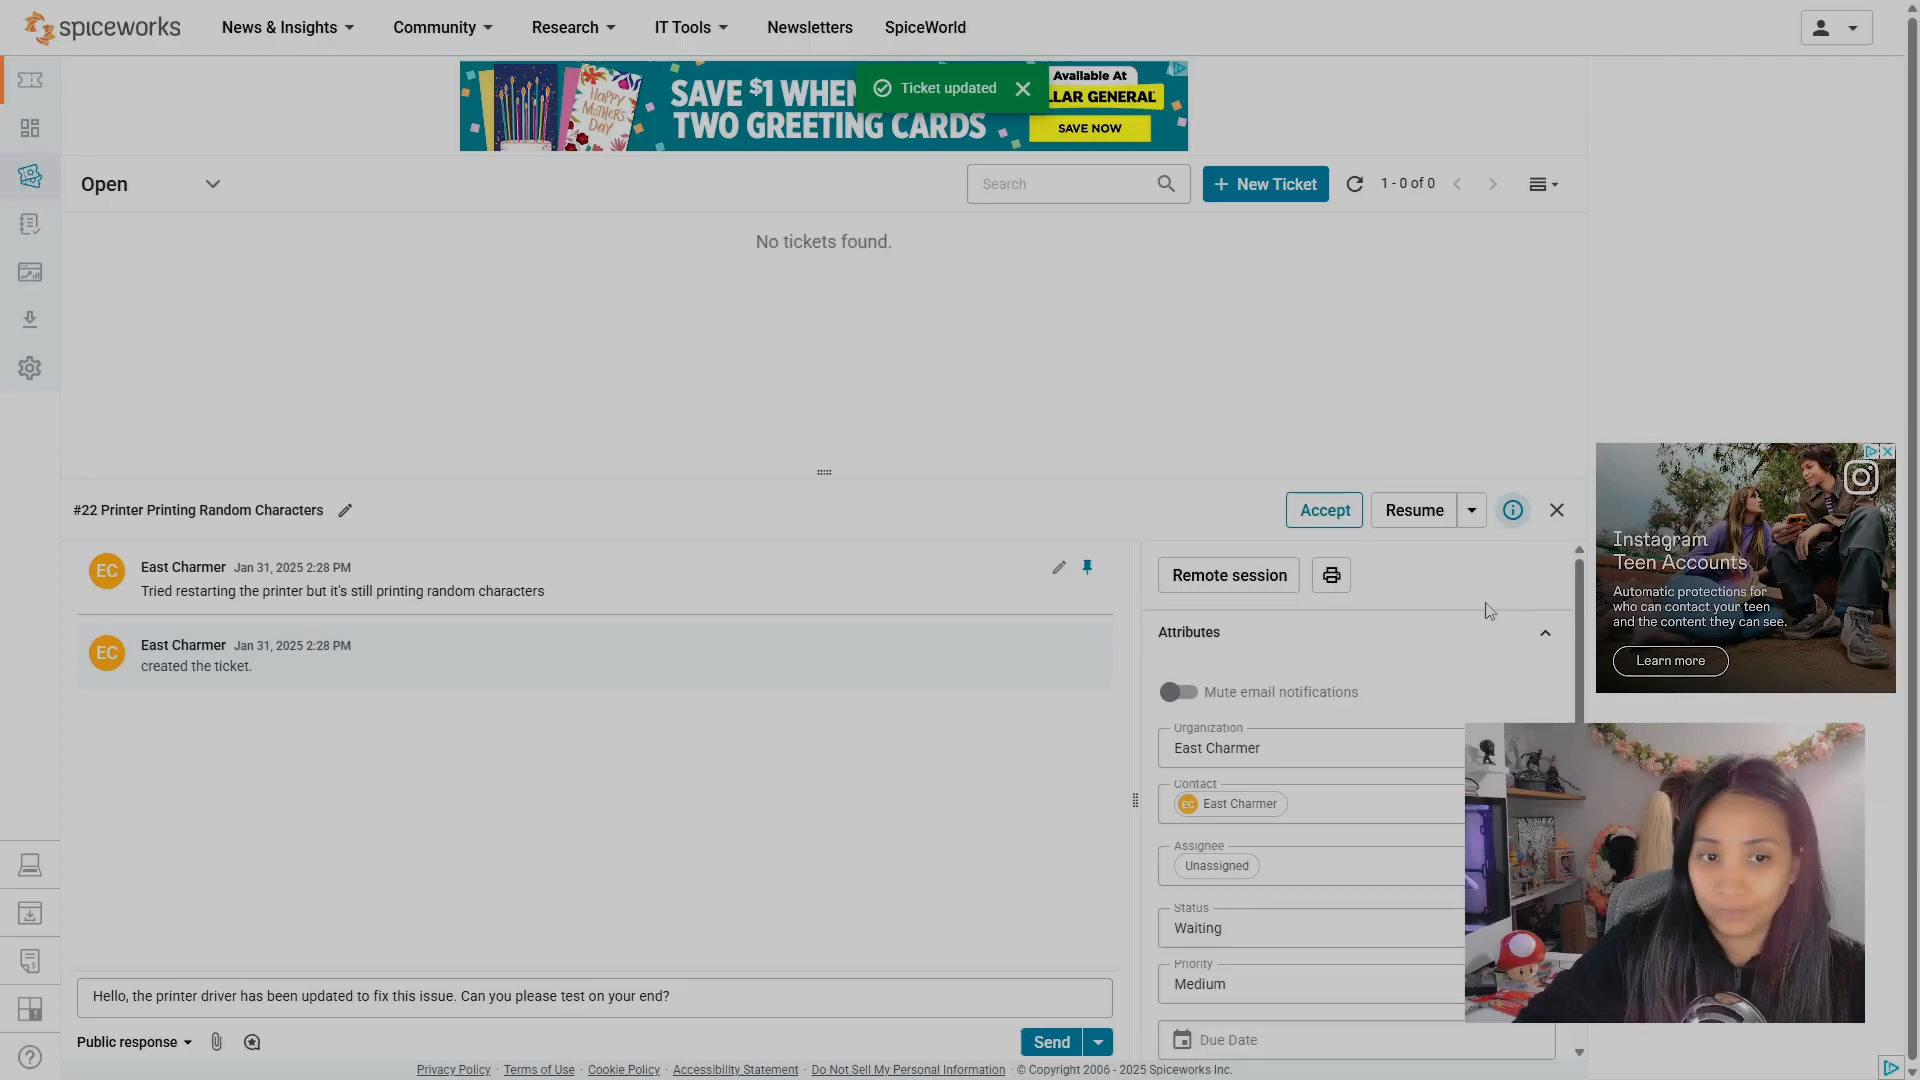 spiceworks
News & Insights
Community
Research
IT Tools
Newsletters
SpiceWorld
HAPPY MOTHER'S DAY
SAVE $1 WHEN
TWO GREETING CARDS
Ticket updated
Available At
LLAR GENERAL
SAVE NOW
Open
Search
+ New Ticket
1 - 0 of 0
No tickets found.
#22 Printer Printing Random Characters
Accept
Resume
EC
East Charmer Jan 31, 2025 2:28 PM
Tried restarting the printer but it's still printing random characters
EC
East Charmer Jan 31, 2025 2:28 PM
created the ticket.
Remote session
Attributes
Mute email notifications
Organization
East Charmer
Contact
EC East Charmer
Assignee
Unassigned
Status
Waiting
Priority
Medium
Due Date
Instagram
Teen Accounts
Automatic protections for
who can contact your teen
and the content they can see.
Learn more
Hello, the printer driver has been updated to fix this issue. Can you please test on your end?
Public response
Send
Privacy Policy · Terms of Use · Cookie Policy · Accessibility Statement · Do Not Sell My Personal Information · © Copyright 2006 - 2025 Spiceworks Inc.